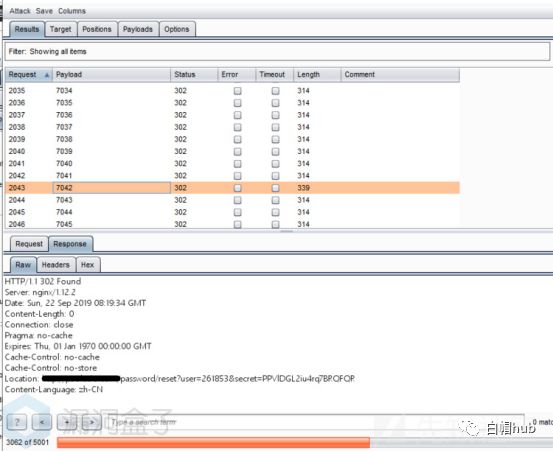 Attack Save Columns
Results Target Positions Payloads Options
Filter: Showing all items
Request Payload Status Error Timeout Length Comment
2035 7034 302 314
2036 7035 302 314
2037 7036 302 314
2038 7037 302 314
2039 7038 302 314
2040 7039 302 314
2041 7040 302 314
2042 7041 302 314
2043 7042 302 339
2044 7043 302 314
2045 7044 302 314
2046 7045 302 314
Request Response
Raw Headers Hex
HTTP/1.1 302 Found
Server: nginx/1.12.2
Date: Sun, 22 Sep 2019 08:19:34 GMT
Content-Length: 0
Connection: close
Pragma: no-cache
Expires: Thu, 01 Jan 1970 00:00:00 GMT
Cache-Control: no-cache
Cache-Control: no-store
Location: password/reset?user=261853&secret=PPVlDGL2iu4rq7BRQFQP
Content-Language: zh-CN
漏洞盒子
? < + > Type a search term 0 matc
白帽hub
3062 of 5001